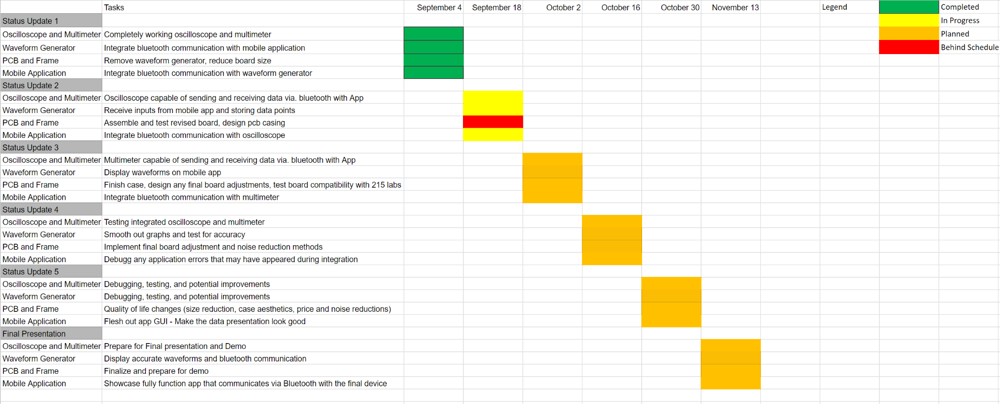 Tasks September 4 September 18 October 2 October 16 October 30 November 13 Legend Completed
Status Update 1 In Progress
Oscilloscope and Multimeter Completely working oscilloscope and multimeter Planned
Waveform Generator Integrate bluetooth communication with mobile application Behind Schedule
PCB and Frame Remove waveform generator, reduce board size
Mobile Application Integrate bluetooth communication with waveform generator
Status Update 2
Oscilloscope and Multimeter Oscilloscope capable of sending and receiving data via. bluetooth with App
Waveform Generator Receive inputs from mobile app and storing data points
PCB and Frame Assemble and test revised board, design pcb casing
Mobile Application Integrate bluetooth communication with oscilloscope
Status Update 3
Oscilloscope and Multimeter Multimeter capable of sending and receiving data via. bluetooth with App
Waveform Generator Display waveforms on mobile app
PCB and Frame Finish case, design any final board adjustments, test board compatibility with 215 labs
Mobile Application Integrate bluetooth communication with multimeter
Status Update 4
Oscilloscope and Multimeter Testing integrated oscilloscope and multimeter
Waveform Generator Smooth out graphs and test for accuracy
PCB and Frame Implement final board adjustment and noise reduction methods
Mobile Application Debugg any application errors that may have appeared during integration
Status Update 5
Oscilloscope and Multimeter Debugging, testing, and potential improvements
Waveform Generator Debugging, testing, and potential improvements
PCB and Frame Quality of life changes (size reduction, case aesthetics, price and noise reductions)
Mobile Application Flesh out app GUI - Make the data presentation look good
Final Presentation
Oscilloscope and Multimeter Prepare for Final presentation and Demo
Waveform Generator Display accurate waveforms and bluetooth communication
PCB and Frame Finalize and prepare for demo
Mobile Application Showcase fully function app that communicates via Bluetooth with the final device